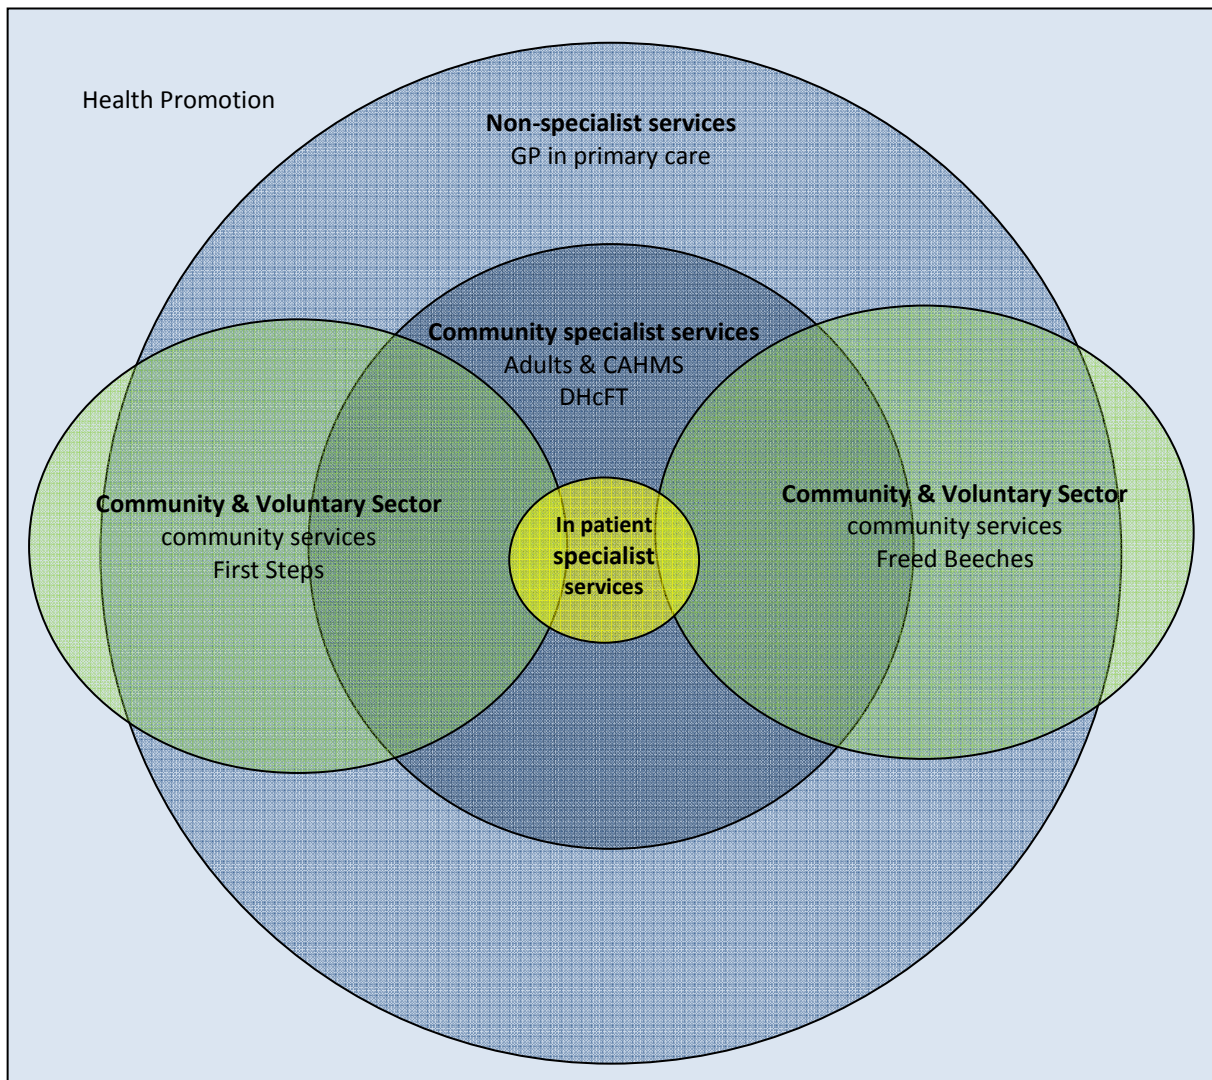 Health Promotion
Non-specialist services
GP in primary care
Community specialist services
Adults & CAHMS
DHcFT
Community & Voluntary Sector
community services
First Steps
In patient
specialist
services
Community & Voluntary Sector
community services
Freed Beeches